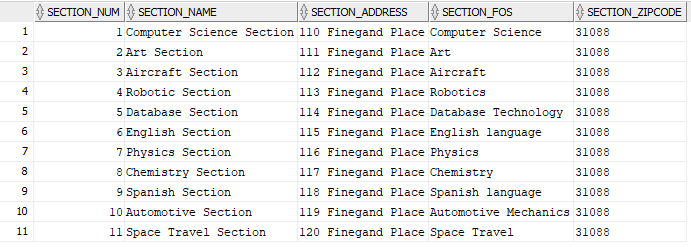 SECTION_NUM SECTION_NAME SECTION_ADDRESS SECTION_FOS SECTION_ZIPCODE
1 1 Computer Science Section 110 Finegand Place Computer Science 31088
2 2 Art Section 111 Finegand Place Art 31088
3 3 Aircraft Section 112 Finegand Place Aircraft 31088
4 4 Robotic Section 113 Finegand Place Robotics 31088
5 5 Database Section 114 Finegand Place Database Technology 31088
6 6 English Section 115 Finegand Place English language 31088
7 7 Physics Section 116 Finegand Place Physics 31088
8 8 Chemistry Section 117 Finegand Place Chemistry 31088
9 9 Spanish Section 118 Finegand Place Spanish language 31088
10 10 Automotive Section 119 Finegand Place Automotive Mechanics 31088
11 11 Space Travel Section 120 Finegand Place Space Travel 31088